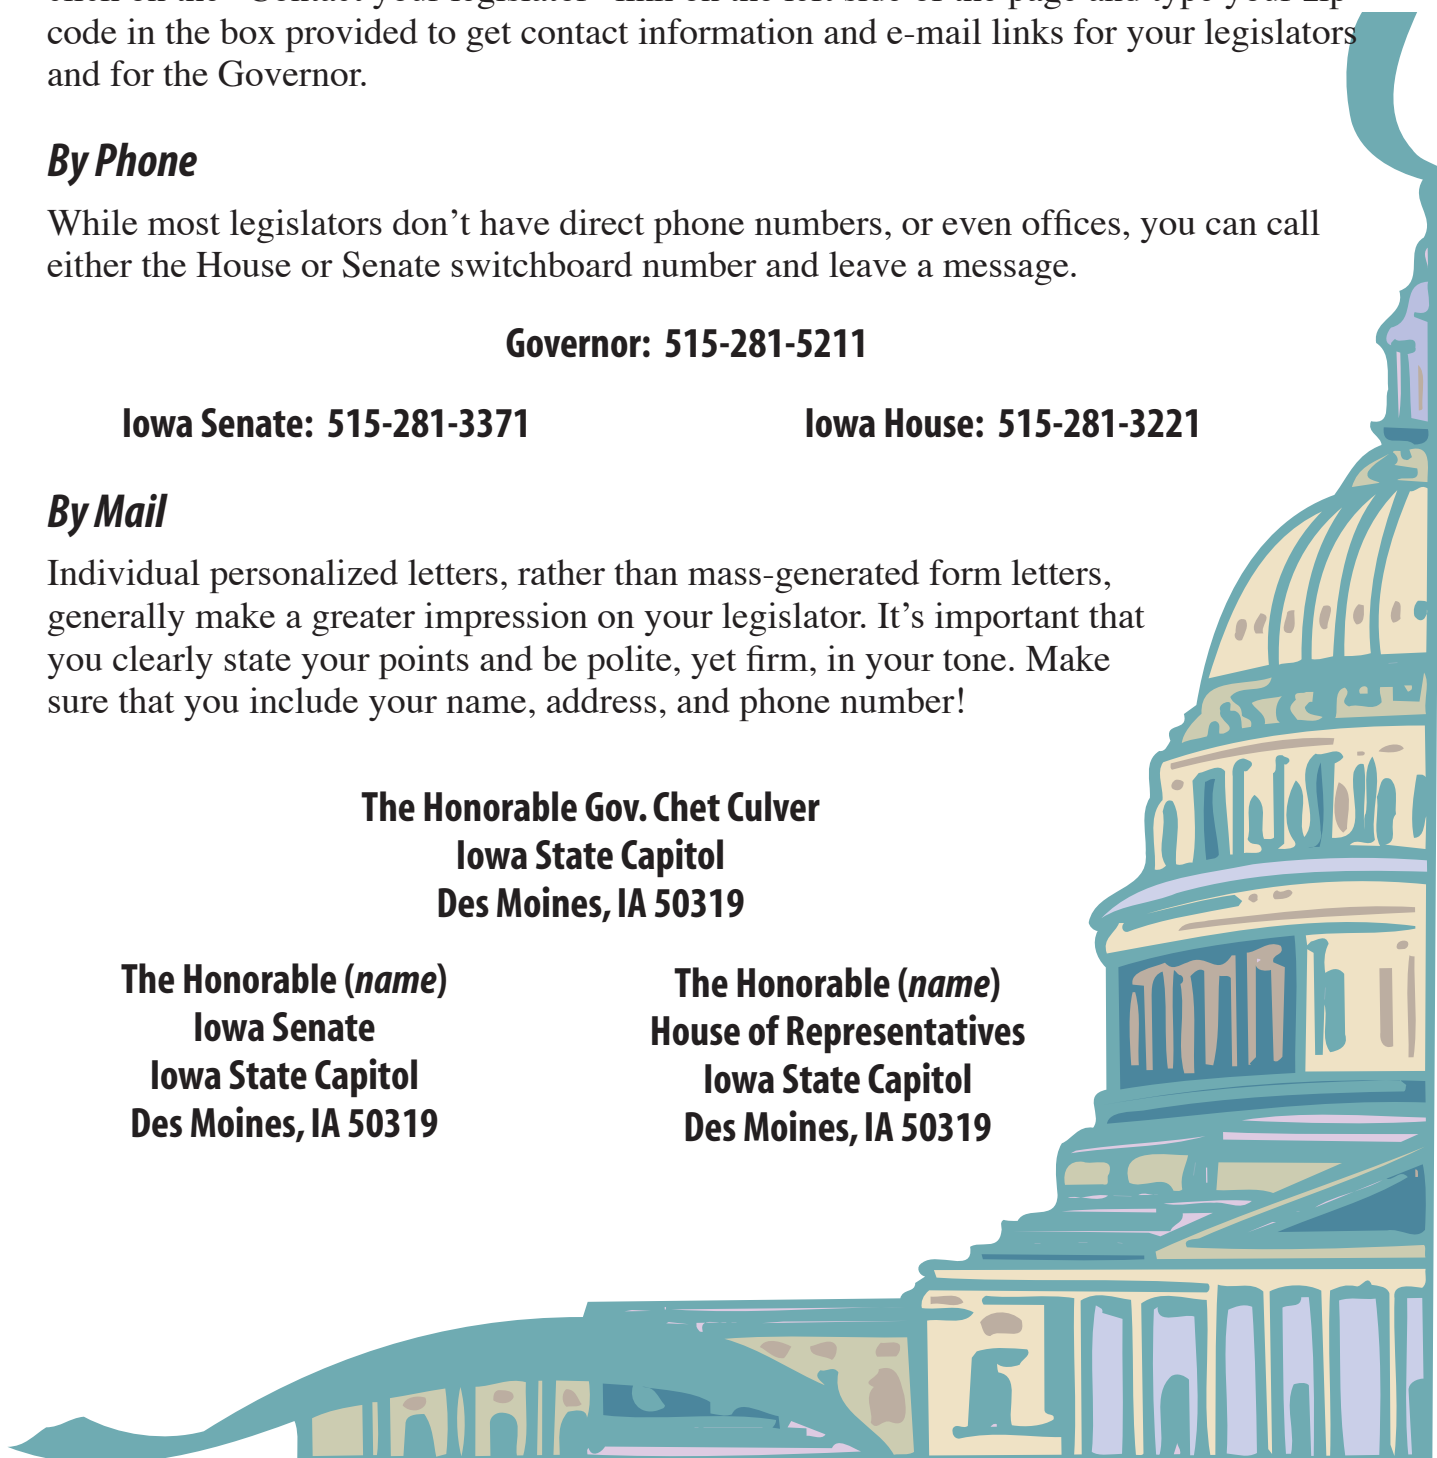 code in the box provided to get contact information and e-mail links for your legislators
and for the Governor.
By Phone
While most legislators don’t have direct phone numbers, or even offices, you can call
either the House or Senate switchboard number and leave a message.
Governor: 515-281-5211
Iowa Senate: 515-281-3371
Iowa House: 515-281-3221
By Mail
Individual personalized letters, rather than mass-generated form letters,
generally make a greater impression on your legislator. It’s important that
you clearly state your points and be polite, yet firm, in your tone. Make
sure that you include your name, address, and phone number!
The Honorable Gov. Chet Culver
Iowa State Capitol
Des Moines, IA 50319
The Honorable (name)
Iowa Senate
Iowa State Capitol
Des Moines, IA 50319
The Honorable (name)
House of Representatives
Iowa State Capitol
Des Moines, IA 50319